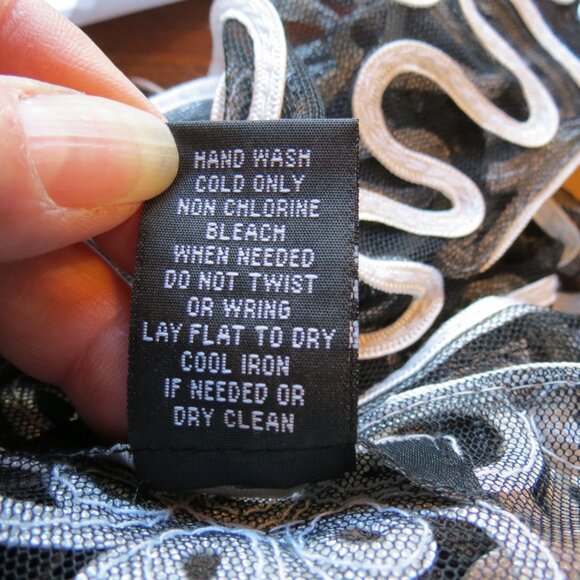 HAND WASH
COLD ONLY
NON CHLORINE
BLEACH
WHEN NEEDED
DO NOT TWIST
OR WRING
LAY FLAT TO DRY
COOL IRON
IF NEEDED OR
DRY CLEAN